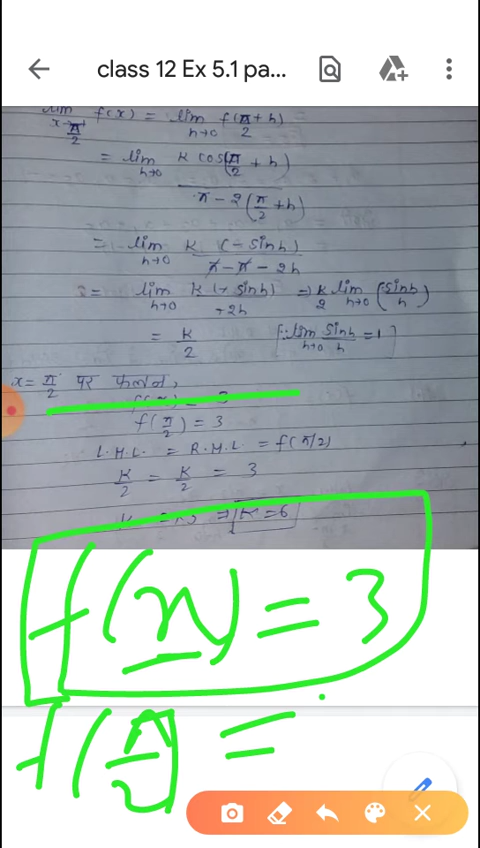 class 12 Ex 5.1 pa...
lim x→π/2+ f(x) = lim h→0 f(π/2 + h)
= lim h→0 K cos(π/2 + h) / π - 2(π/2 + h)
= lim h→0 K (- sin h) / π - π - 2h
= lim h→0 K (- sin h) / - 2h ⇒ K/2 lim h→0 (sin h / h)
= K/2 [∵ lim h→0 sin h / h = 1]
x = π/2 पर फलन,
f(x) = 3
f(π/2) = 3
L.H.L. = R.H.L = f(π/2)
K/2 = K/2 = 3
⇒ K = 6
f(x) = 3
f(π/2) =